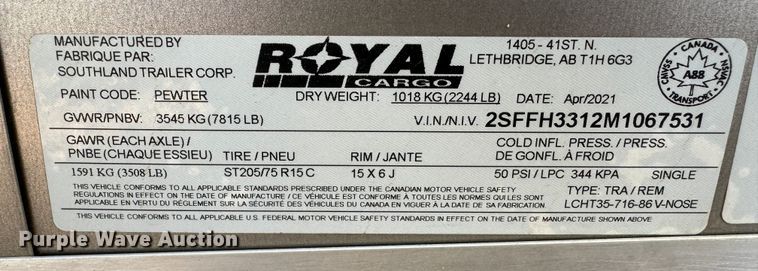 MANUFACTURED BY
FABRIQUE PAR:
SOUTHLAND TRAILER CORP.
ROYAL
CARGO
1405 - 41ST. N.
LETHBRIDGE, AB T1H 6G3
CANADA
CMVSS NSVAC
A88
TRANSPORT
PAINT CODE: PEWTER DRY WEIGHT: 1018 KG (2244 LB) DATE: Apr/2021
GVWR/PNBV: 3545 KG (7815 LB) V.I.N./N.I.V. 2SFFH3312M1067531
GAWR (EACH AXLE) / COLD INFL. PRESS. / PRESS.
PNBE (CHAQUE ESSIEU) TIRE / PNEU RIM / JANTE DE GONFL. À FROID
1591 KG (3508 LB) ST205/75 R15 C 15 X 6 J 50 PSI / LPC 344 KPA SINGLE
THIS VEHICLE CONFORMS TO ALL APPLICABLE STANDARDS PRESCRIBED UNDER THE CANADIAN MOTOR VEHICLE SAFETY
REGULATIONS IN EFFECT ON THE DATE OF MANUFACTURE / CE VÉHICULE EST CONFORME À TOUTES LES NORMES QUI LES SONT
APPLICABLES EN VERTU DU RÈGLEMENT SUR LA SÉCURITÉ DES VÉHICULES DU CANADA EN VIGUER À LA DATE DE SA FABRICATION
THIS VEHICLE CONFORMS TO ALL APPLICABLE U.S. FEDERAL MOTOR VEHICLE SAFETY STANDARDS IN EFFECT ON THE DATE OF MANUFACTURE SHOWN ABOVE
TYPE: TRA / REM
LCHT35-716-86 V-NOSE
Purple Wave Auction